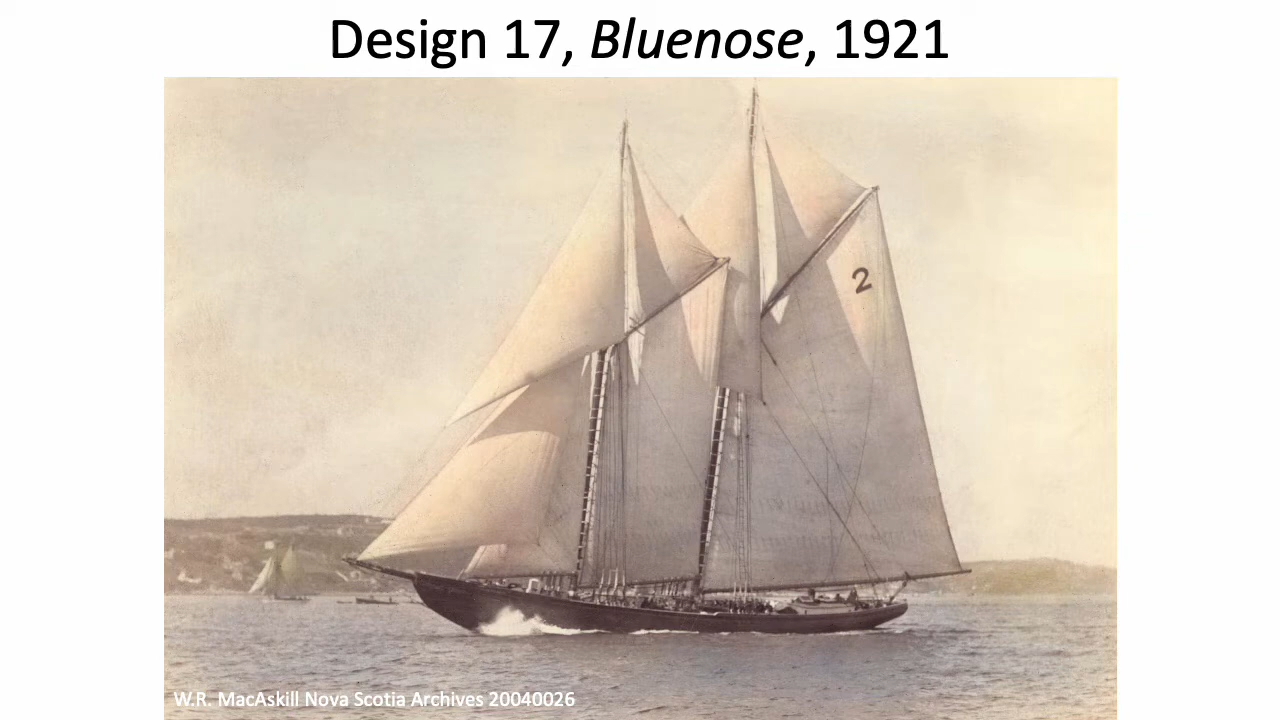 Design 17, Bluenose, 1921
2
W.R. MacAskill Nova Scotia Archives 20040026